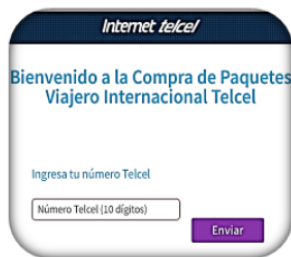 Internet telcel
Bienvenido a la Compra de Paquetes
Viajero Internacional Telcel
Ingresa tu número Telcel
Número Telcel (10 dígitos)
Enviar